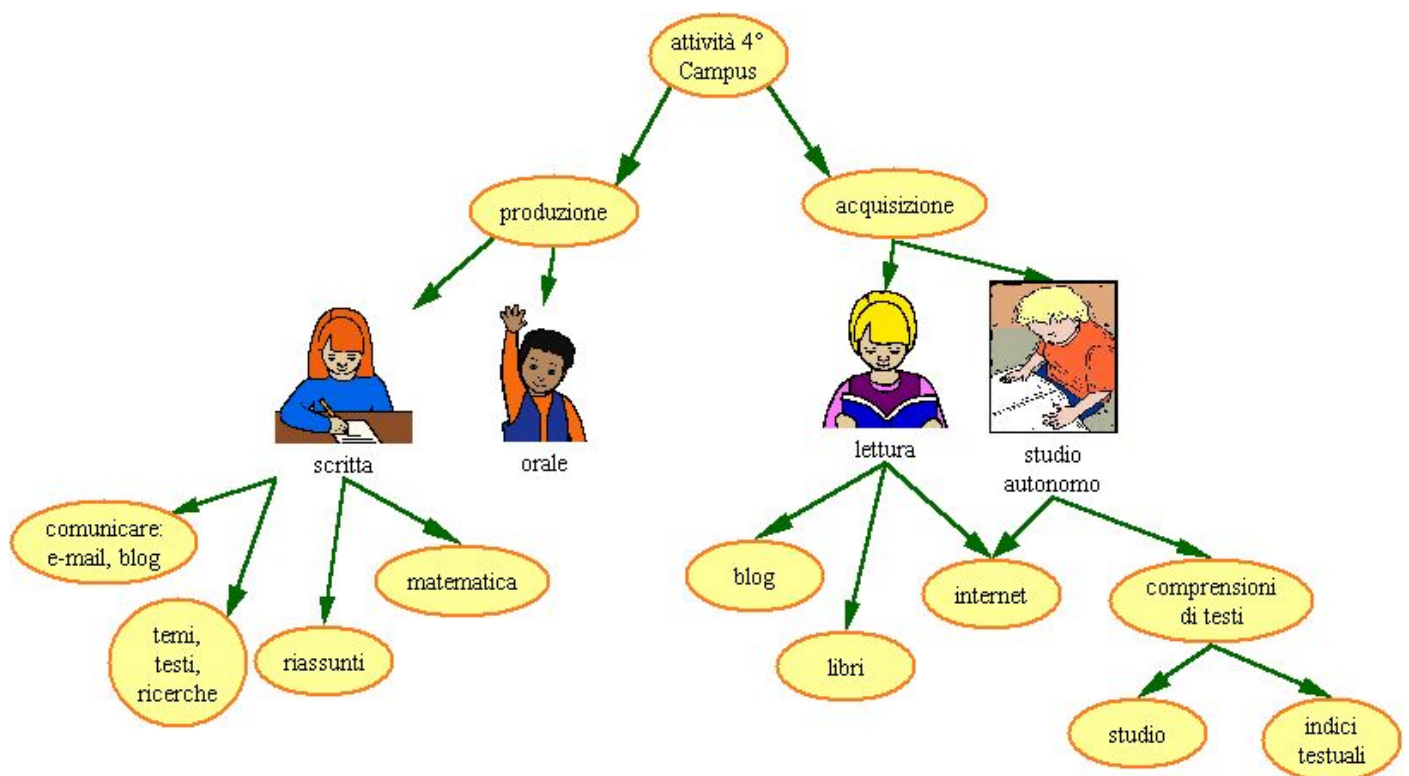 attività 4°
Campus
produzione
acquisizione
scritta
orale
lettura
studio
autonomo
comunicare:
e-mail, blog
temi,
testi,
ricerche
riassunti
matematica
blog
libri
internet
comprensioni
di testi
studio
indici
testuali